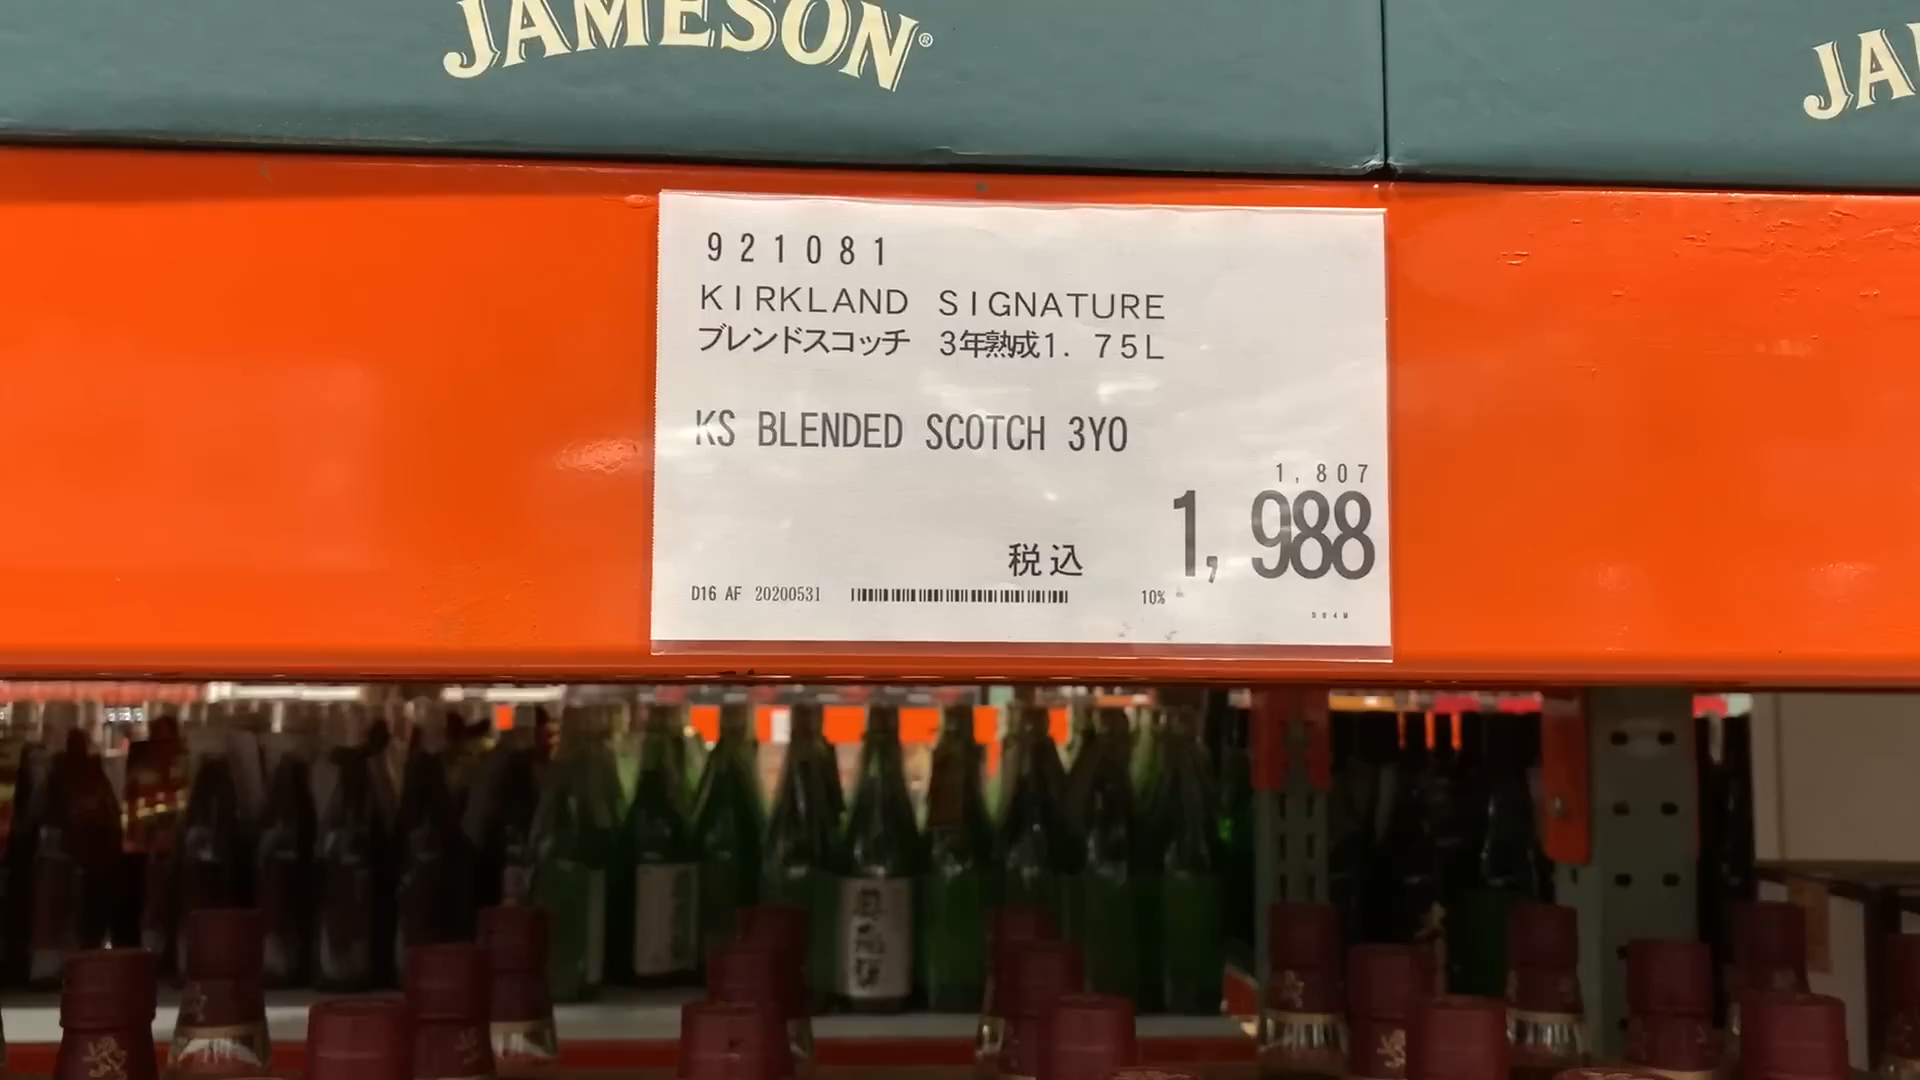 JAMESON®
JA
921081
KIRKLAND SIGNATURE
ブレンドスコッチ 3年熟成1.75L
KS BLENDED SCOTCH 3YO
1,807
税込 1,988
D16 AF 20200531 10%